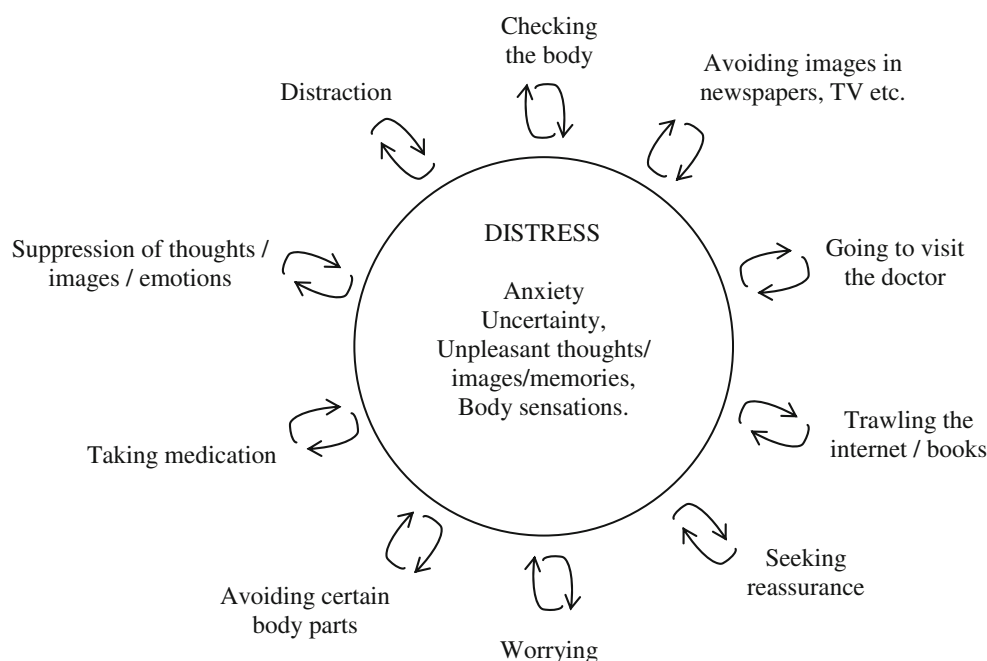 Checking
the body
Avoiding images in
newspapers, TV etc.
Distraction
DISTRESS
Suppression of thoughts /
images / emotions
Going to visit
the doctor
Anxiety
Uncertainty,
Unpleasant thoughts/
images/memories,
Body sensations.
Taking medication
Trawling the
internet / books
Seeking
reassurance
Avoiding certain
body parts
Worrying